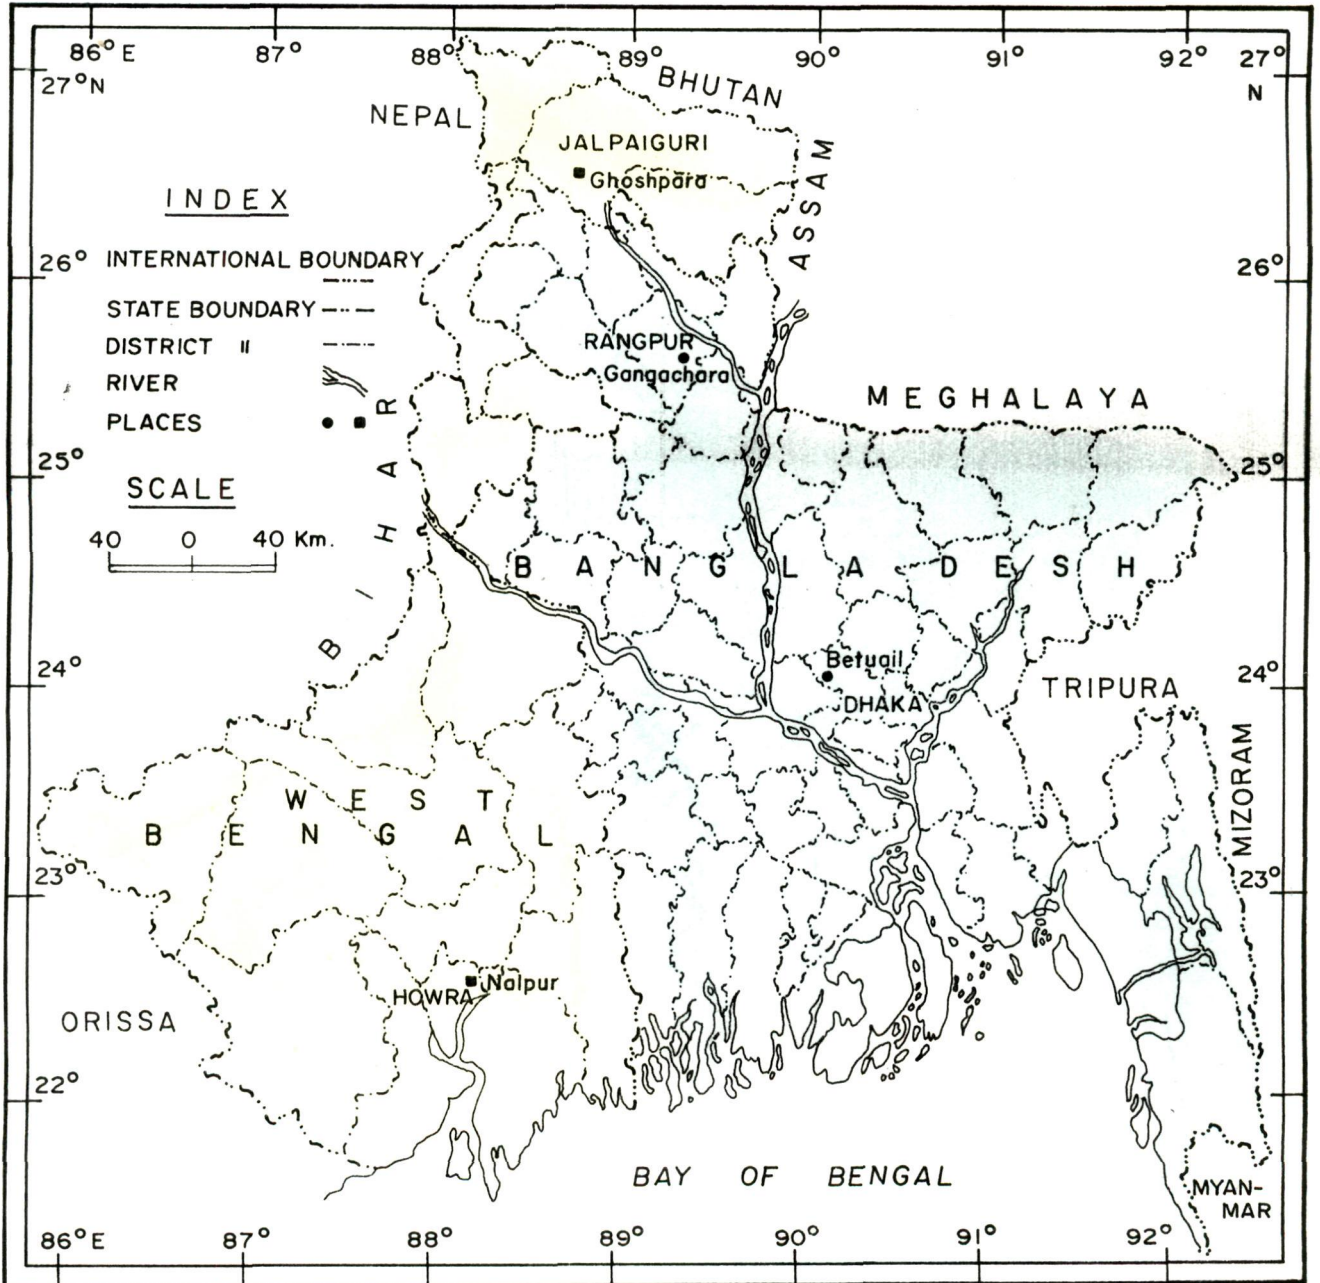 86° E 87° 88° 89° 90° 91° 92° 27° N
27° N
BHUTAN
NEPAL
JALPAIGURI
Ghoshpara
ASSAM
INDEX
INTERNATIONAL BOUNDARY
STATE BOUNDARY
DISTRICT "
RIVER
PLACES
26° 26°
RANGPUR
Gangachara
MEGHALAYA
BIHAR
25° 25°
SCALE
40 0 40 Km.
BANGLADESH
24° 24°
Betuail
DHAKA
TRIPURA
MIZORAM
WEST
BENGAL
23° 23°
Nalpur
HOWRA
ORISSA
22°
BAY OF BENGAL
MYAN-
MAR
86° E 87° 88° 89° 90° 91° 92°